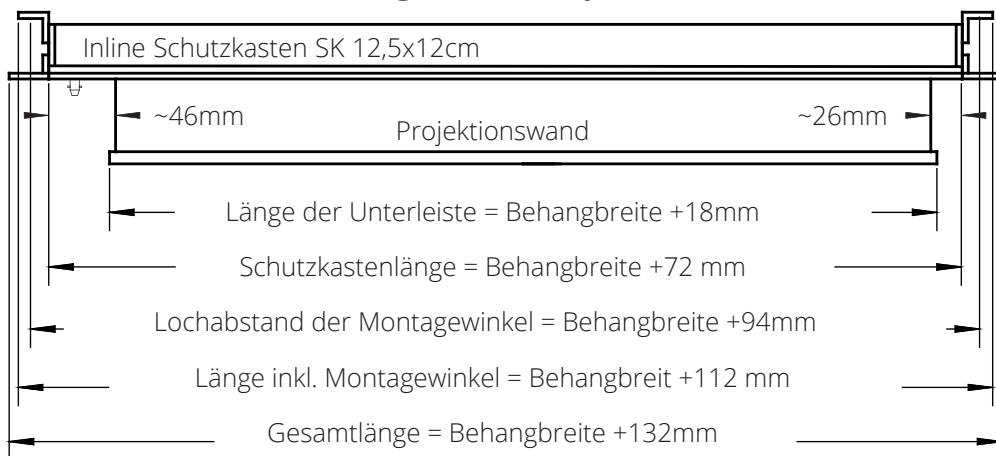 Inline Schutzkasten SK 12,5x12cm
~46mm
Projektionswand
~26mm
Länge der Unterleiste = Behangbreite +18mm
Schutzkastenlänge = Behangbreite +72 mm
Lochabstand der Montagewinkel = Behangbreite +94mm
Länge inkl. Montagewinkel = Behangbreit +112 mm
Gesamtlänge = Behangbreite +132mm